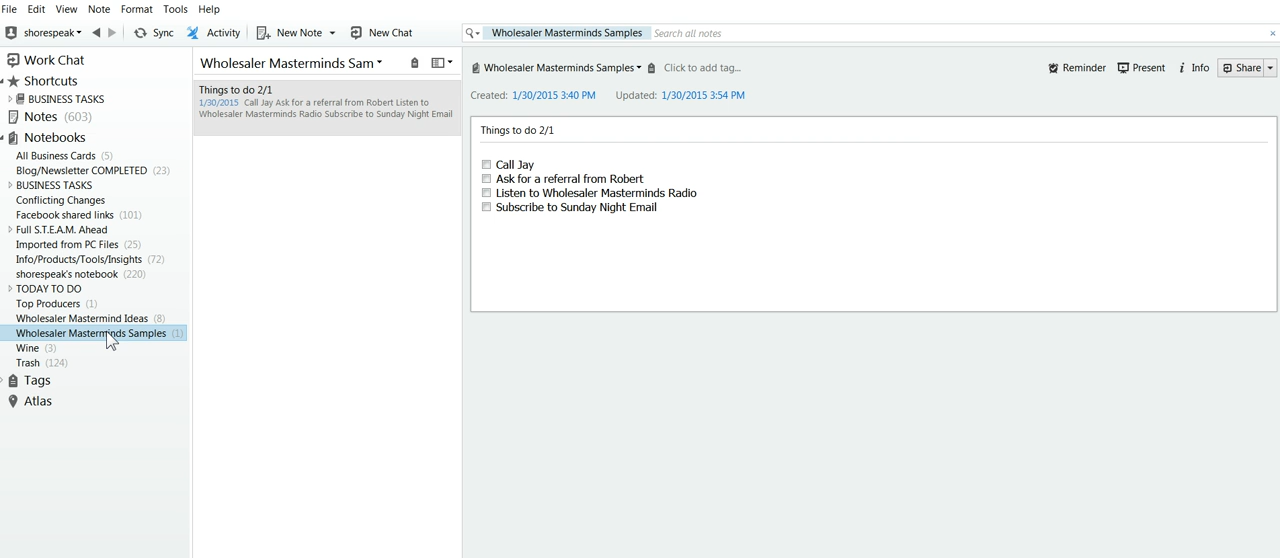 File Edit View Note Format Tools Help
shorespeak Sync Activity New Note New Chat
Wholesaler Masterminds Samples Search all notes
Work Chat
Shortcuts
BUSINESS TASKS
Notes (603)
Notebooks
All Business Cards (5)
Blog/Newsletter COMPLETED (23)
BUSINESS TASKS
Conflicting Changes
Facebook shared links (101)
Full S.T.E.A.M. Ahead
Imported from PC Files (25)
Info/Products/Tools/Insights (72)
shorespeak's notebook (220)
TODAY TO DO
Top Producers (1)
Wholesaler Mastermind Ideas (8)
Wholesaler Masterminds Samples (1)
Wine (3)
Trash (124)
Tags
Atlas
Wholesaler Masterminds Sam
Things to do 2/1
1/30/2015 Call Jay Ask for a referral from Robert Listen to
Wholesaler Masterminds Radio Subscribe to Sunday Night Email
Wholesaler Masterminds Samples Click to add tag...
Reminder Present Info Share
Created: 1/30/2015 3:40 PM Updated: 1/30/2015 3:54 PM
Things to do 2/1
Call Jay
Ask for a referral from Robert
Listen to Wholesaler Masterminds Radio
Subscribe to Sunday Night Email